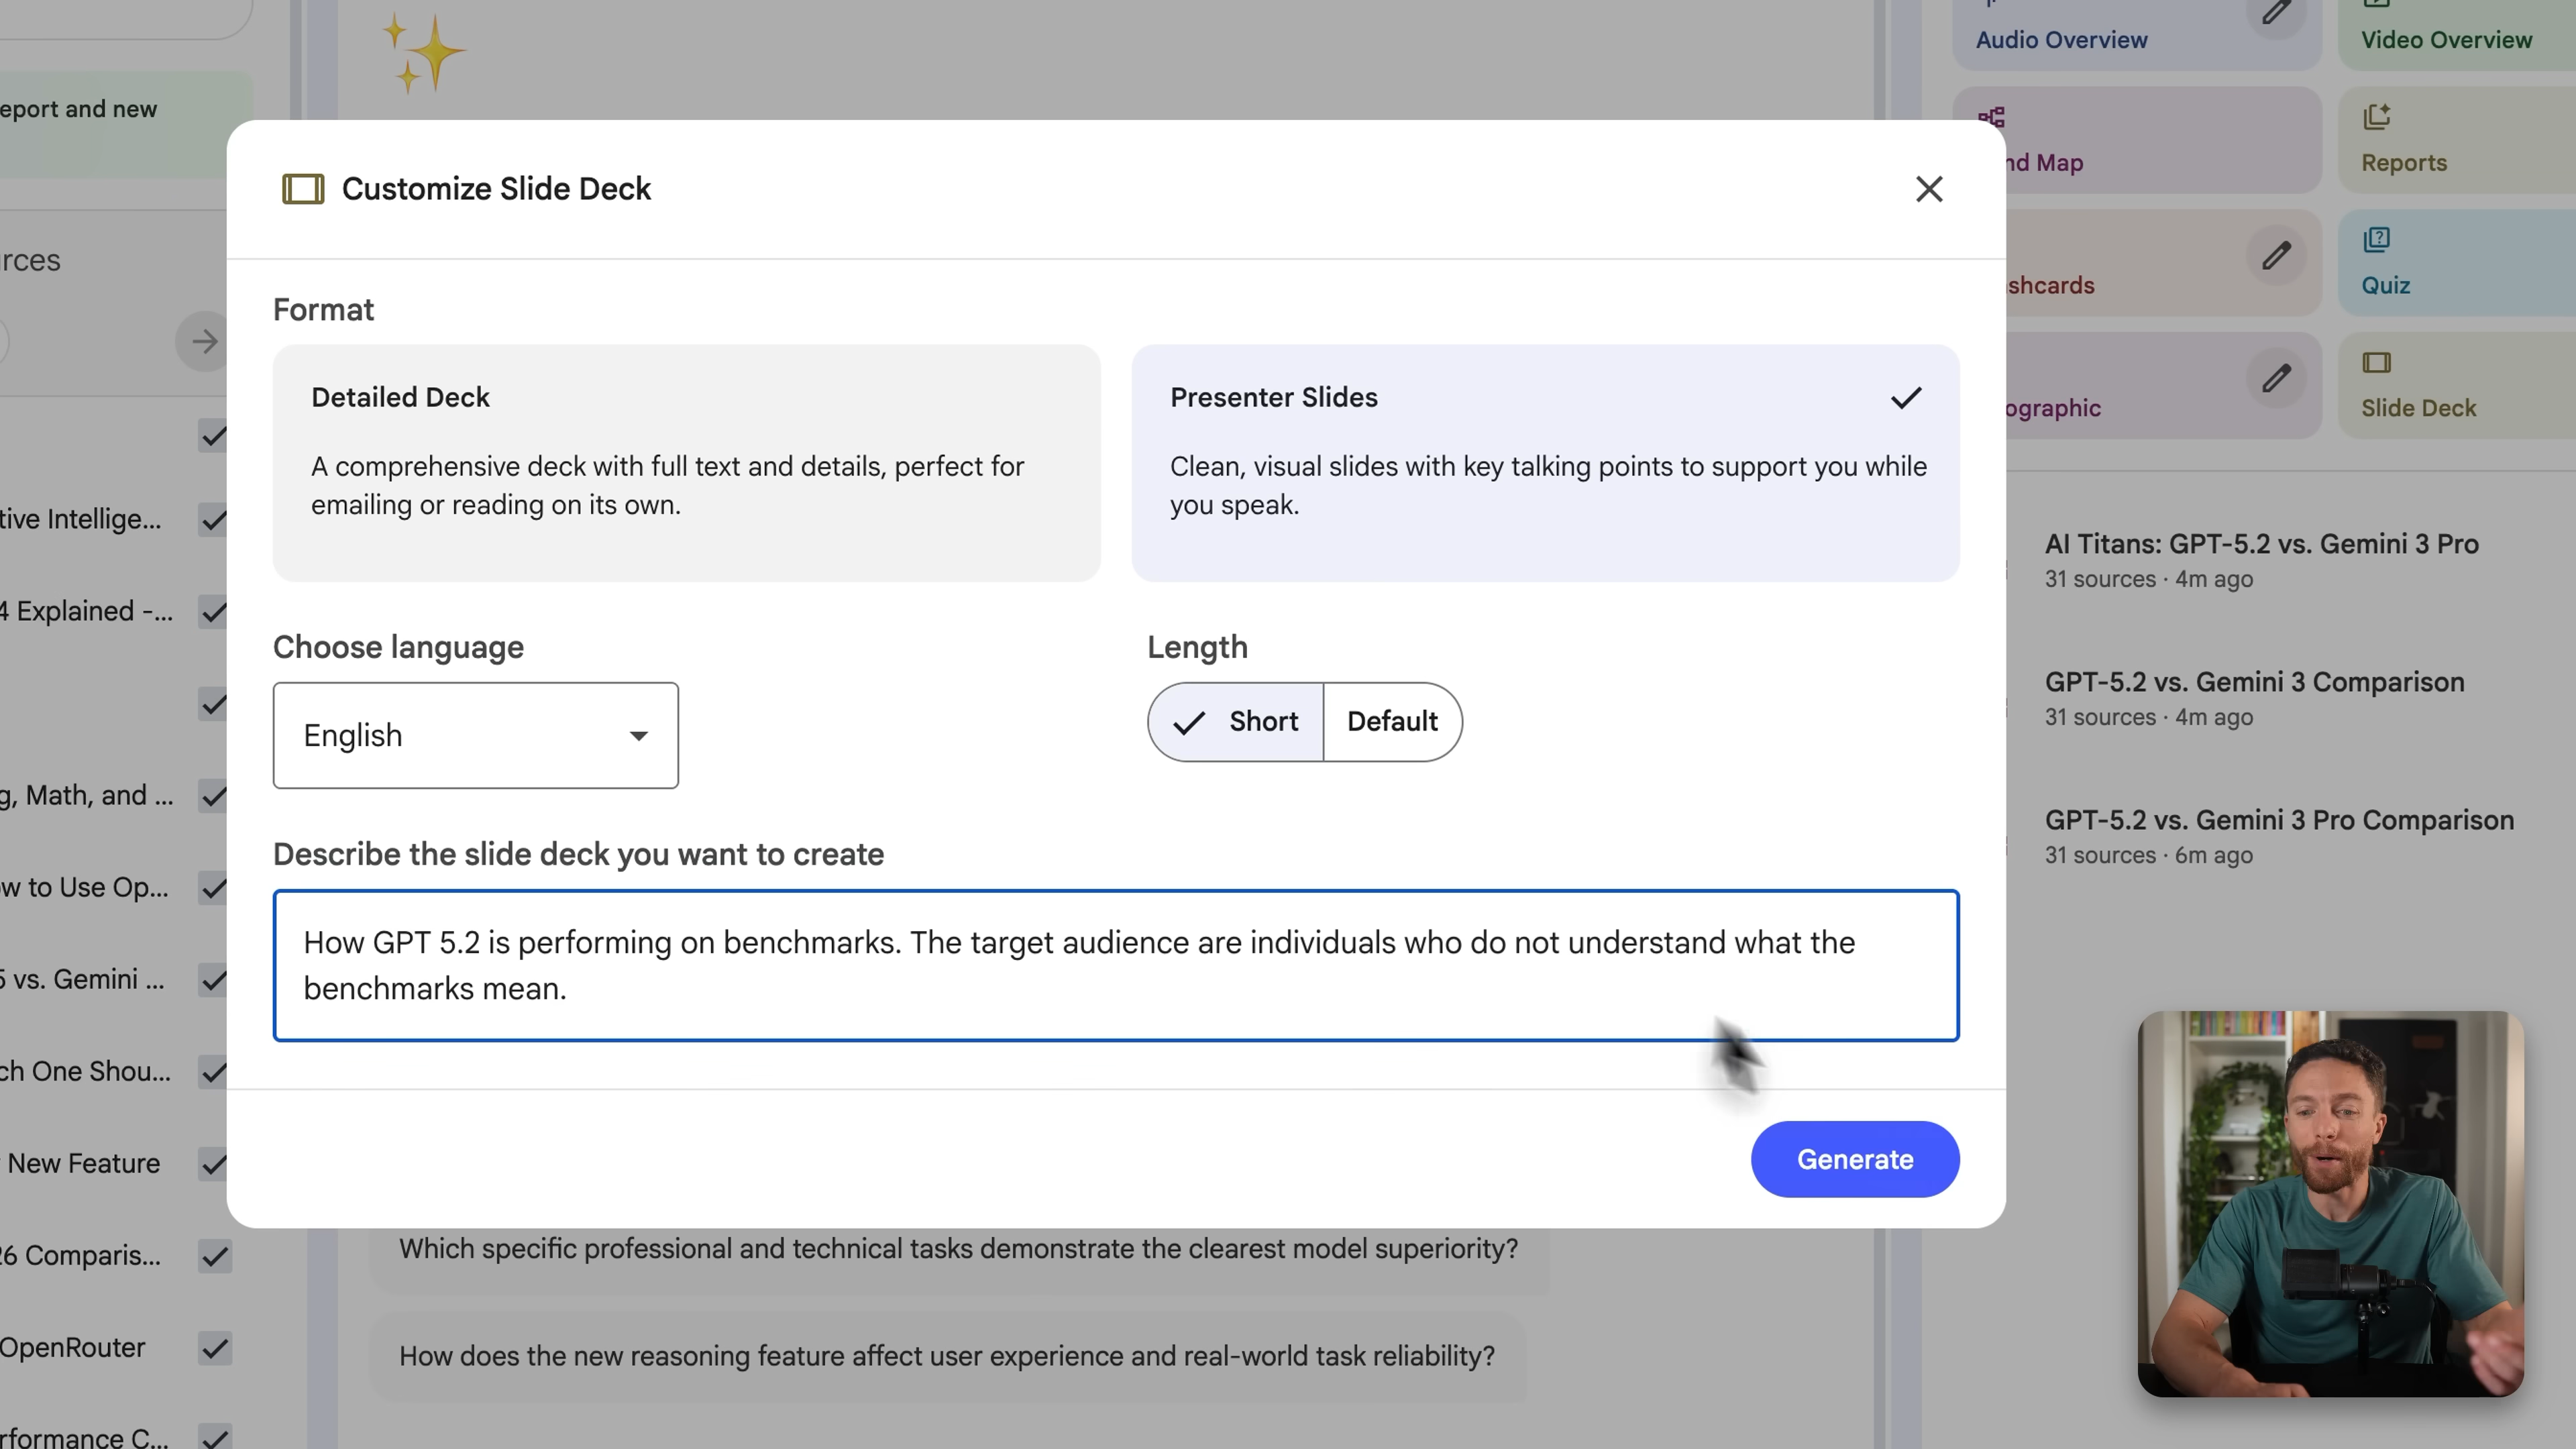 Audio Overview
Video Overview
eport and new
nd Map
Reports
Customize Slide Deck
rces
shcards
Quiz
Format
Detailed Deck
A comprehensive deck with full text and details, perfect for
emailing or reading on its own.
Presenter Slides
Clean, visual slides with key talking points to support you while
you speak.
ographic
Slide Deck
tive Intellige...
4 Explained -...
AI Titans: GPT-5.2 vs. Gemini 3 Pro
31 sources · 4m ago
Choose language
English
Length
Short
Default
GPT-5.2 vs. Gemini 3 Comparison
31 sources · 4m ago
g, Math, and ...
w to Use Op...
GPT-5.2 vs. Gemini 3 Pro Comparison
31 sources · 6m ago
Describe the slide deck you want to create
How GPT 5.2 is performing on benchmarks. The target audience are individuals who do not understand what the
benchmarks mean.
5 vs. Gemini ...
ch One Shou...
New Feature
Generate
26 Comparis...
Which specific professional and technical tasks demonstrate the clearest model superiority?
OpenRouter
How does the new reasoning feature affect user experience and real-world task reliability?
rformance C...